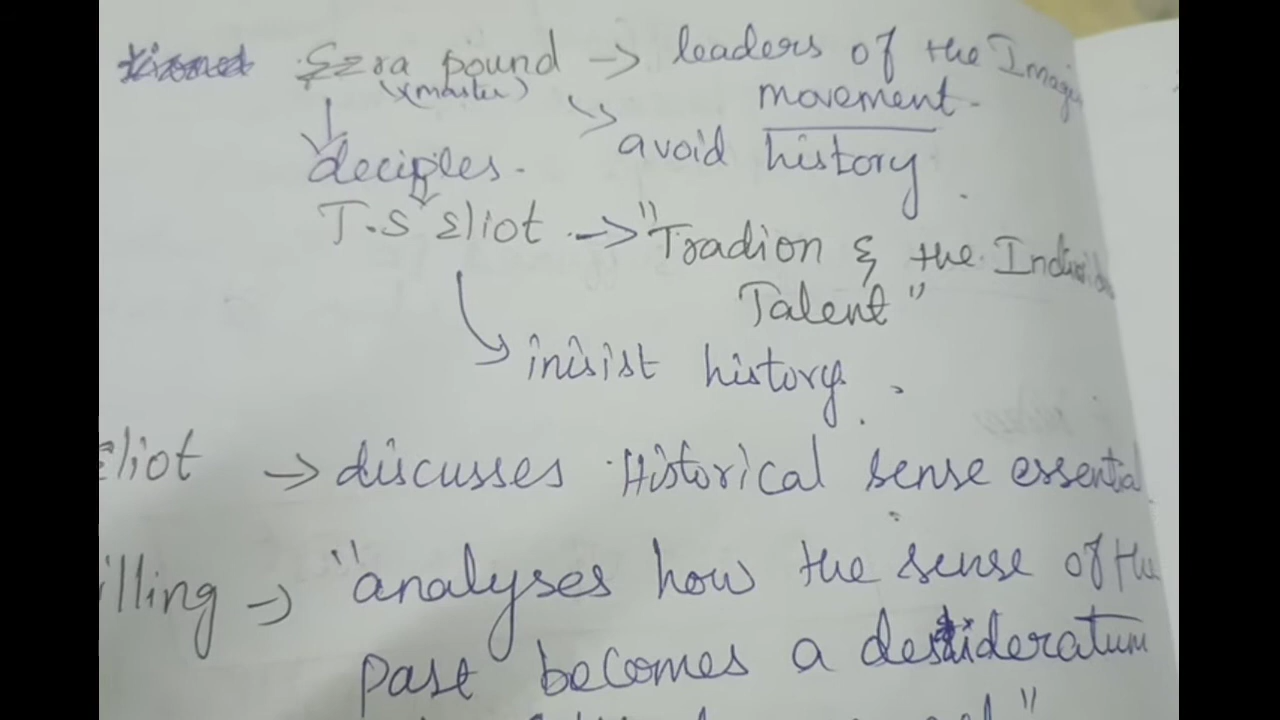 Ezra pound → leaders of the
(master) movement.
↓ avoid history
deciples.
T.S Eliot → "Tradion & the
Talent"
inisist history.
Eliot → discusses Historical sense essential
illing → "analyses how the sense of the
past becomes a desideratum